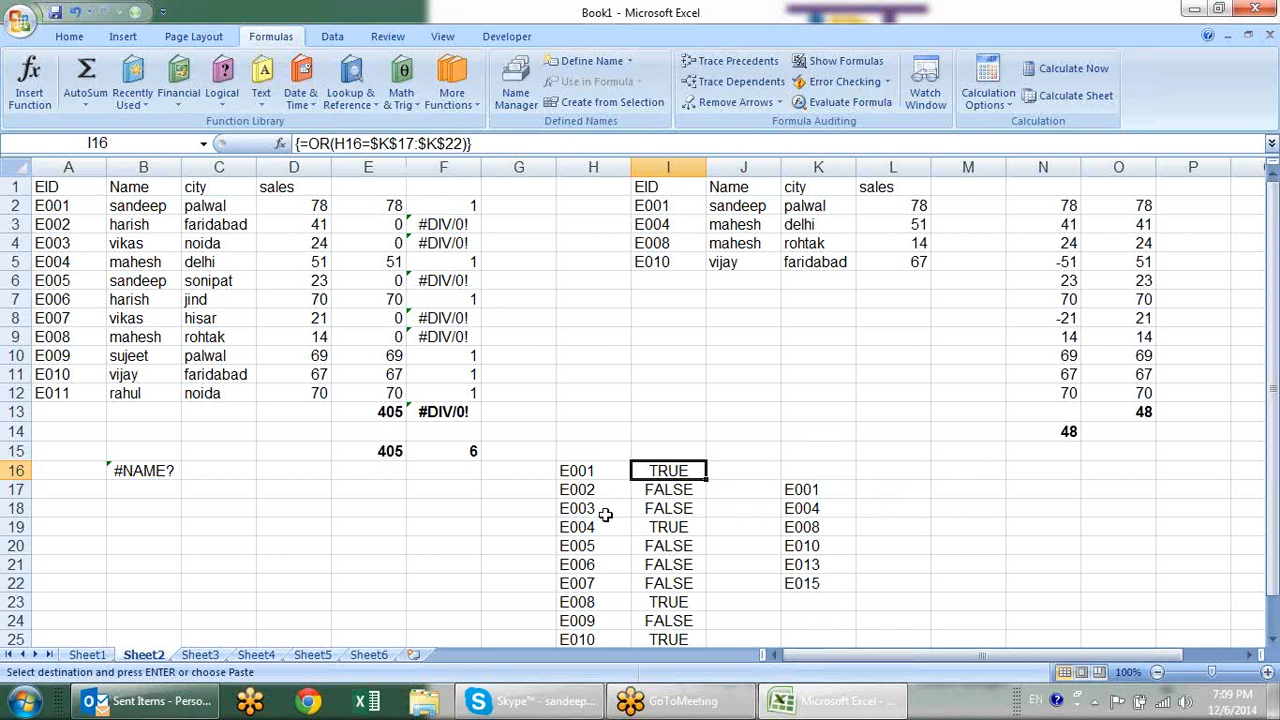 Book1 - Microsoft Excel
Home Insert Page Layout Formulas Data Review View Developer
Insert Function
AutoSum
Recently Used
Financial
Logical
Text
Date & Time
Lookup & Reference
Math & Trig
More Functions
Function Library
Name Manager
Define Name
Use in Formula
Create from Selection
Defined Names
Trace Precedents
Trace Dependents
Remove Arrows
Show Formulas
Error Checking
Evaluate Formula
Watch Window
Formula Auditing
Calculation Options
Calculate Now
Calculate Sheet
Calculation
I16 fx {=OR(H16=$K$17:$K$22)}
A B C D E F G H I J K L M N O P
1 EID Name city sales EID Name city sales
2 E001 sandeep palwal 78 78 1 E001 sandeep palwal 78 78 78
3 E002 harish faridabad 41 0 #DIV/0! E004 mahesh delhi 51 41 41
4 E003 vikas noida 24 0 #DIV/0! E008 mahesh rohtak 14 24 24
5 E004 mahesh delhi 51 51 1 E010 vijay faridabad 67 -51 51
6 E005 sandeep sonipat 23 0 #DIV/0! 23 23
7 E006 harish jind 70 70 1 70 70
8 E007 vikas hisar 21 0 #DIV/0! -21 21
9 E008 mahesh rohtak 14 0 #DIV/0! 14 14
10 E009 sujeet palwal 69 69 1 69 69
11 E010 vijay faridabad 67 67 1 67 67
12 E011 rahul noida 70 70 1 70 70
13 405 #DIV/0! 48
14 48
15 405 6
16 #NAME? E001 TRUE
17 E002 FALSE E001
18 E003 FALSE E004
19 E004 TRUE E008
20 E005 FALSE E010
21 E006 FALSE E013
22 E007 FALSE E015
23 E008 TRUE
24 E009 FALSE
25 E010 TRUE
Sheet1 Sheet2 Sheet3 Sheet4 Sheet5 Sheet6
Select destination and press ENTER or choose Paste 100%
Sent Items - Perso... Skype™ - sandeep... GoToMeeting Microsoft Excel - ... EN 7:09 PM
12/6/2014